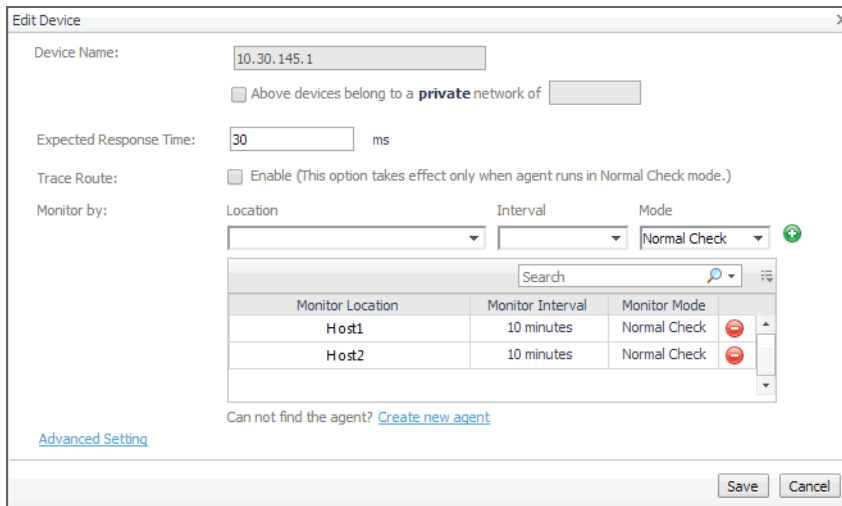 Edit Device
Device Name:
10.30.145.1
Above devices belong to a private network of
Expected Response Time:
30 ms
Trace Route:
Enable (This option takes effect only when agent runs in Normal Check mode.)
Monitor by:
Location Interval Mode
Normal Check
Search
Monitor Location Monitor Interval Monitor Mode
Host1 10 minutes Normal Check
Host2 10 minutes Normal Check
Can not find the agent? Create new agent
Advanced Setting
Save Cancel